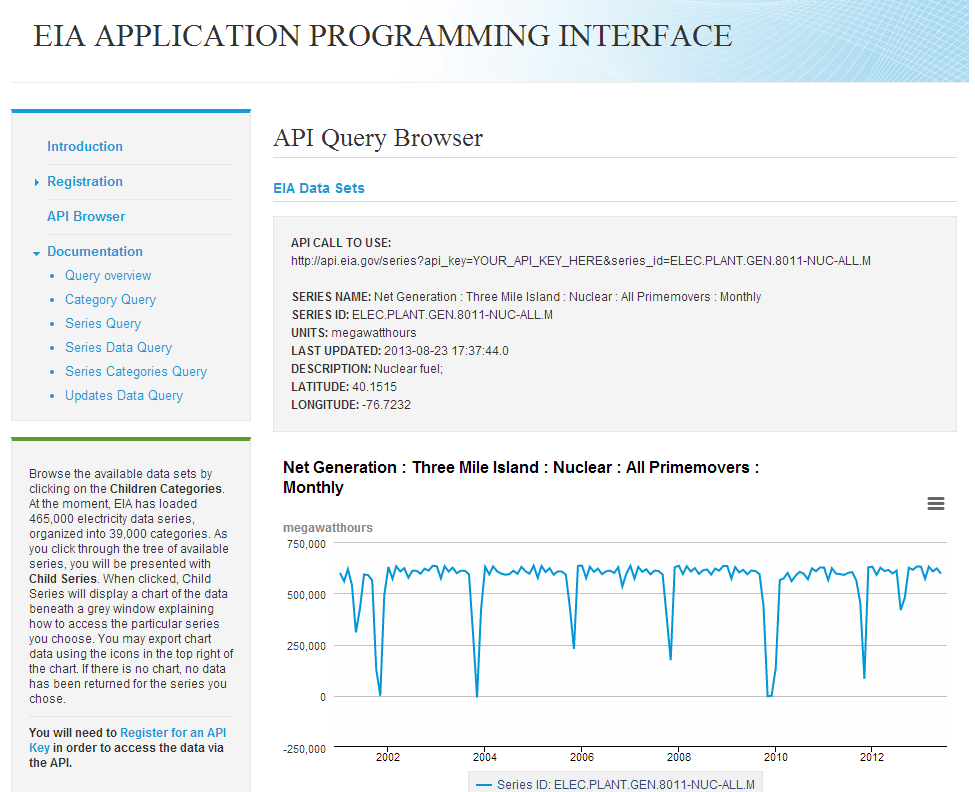 EIA APPLICATION PROGRAMMING INTERFACE
Introduction
Registration
API Browser
Documentation
Query overview
Category Query
Series Query
Series Data Query
Series Categories Query
Updates Data Query
Browse the available data sets by
clicking on the Children Categories.
At the moment, EIA has loaded
465,000 electricity data series,
organized into 39,000 categories. As
you click through the tree of available
series, you will be presented with
Child Series. When clicked, Child
Series will display a chart of the data
beneath a grey window explaining
how to access the particular series
you choose. You may export chart
data using the icons in the top right of
the chart. If there is no chart, no data
has been returned for the series you
chose.
You will need to Register for an API
Key in order to access the data via
the API.
API Query Browser
EIA Data Sets
API CALL TO USE:
http://api.eia.gov/series?api_key=YOUR_API_KEY_HERE&series_id=ELEC.PLANT.GEN.8011-NUC-ALL.M
SERIES NAME: Net Generation : Three Mile Island : Nuclear : All Primemovers : Monthly
SERIES ID: ELEC.PLANT.GEN.8011-NUC-ALL.M
UNITS: megawatthours
LAST UPDATED: 2013-08-23 17:37:44.0
DESCRIPTION: Nuclear fuel;
LATITUDE: 40.1515
LONGITUDE: -76.7232
Net Generation : Three Mile Island : Nuclear : All Primemovers :
Monthly
megawatthours
750,000
500,000
250,000
0
-250,000
2002 2004 2006 2008 2010 2012
Series ID: ELEC.PLANT.GEN.8011-NUC-ALL.M